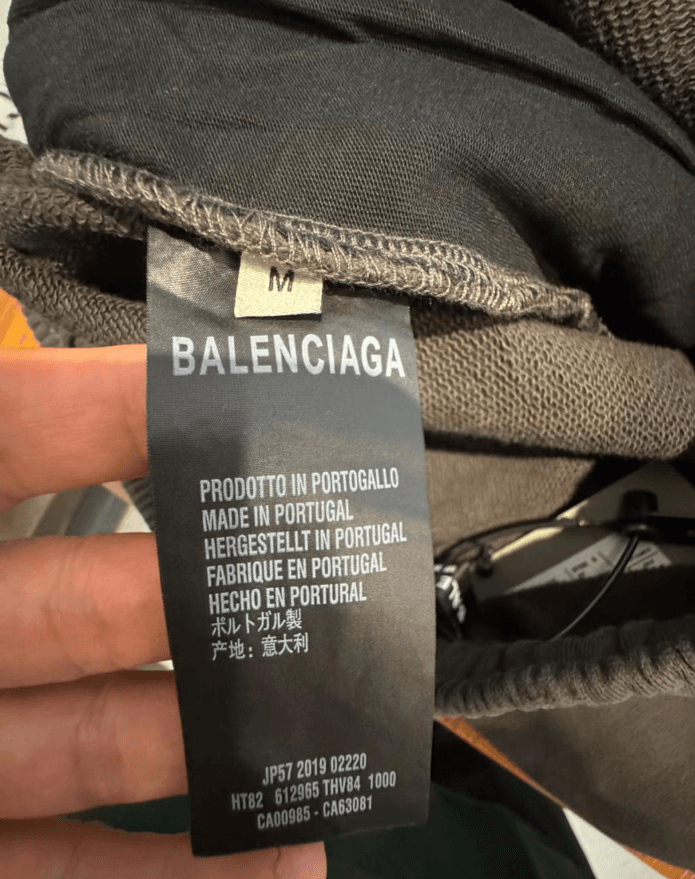 M
BALENCIAGA
PRODOTTO IN PORTOGALLO
MADE IN PORTUGAL
HERGESTELLT IN PORTUGAL
FABRIQUE EN PORTUGAL
HECHO EN PORTURAL
ポルトガル製
产地：意大利
JP57 2019 02220
HT82 612965 THV84 1000
CA00985 - CA63081